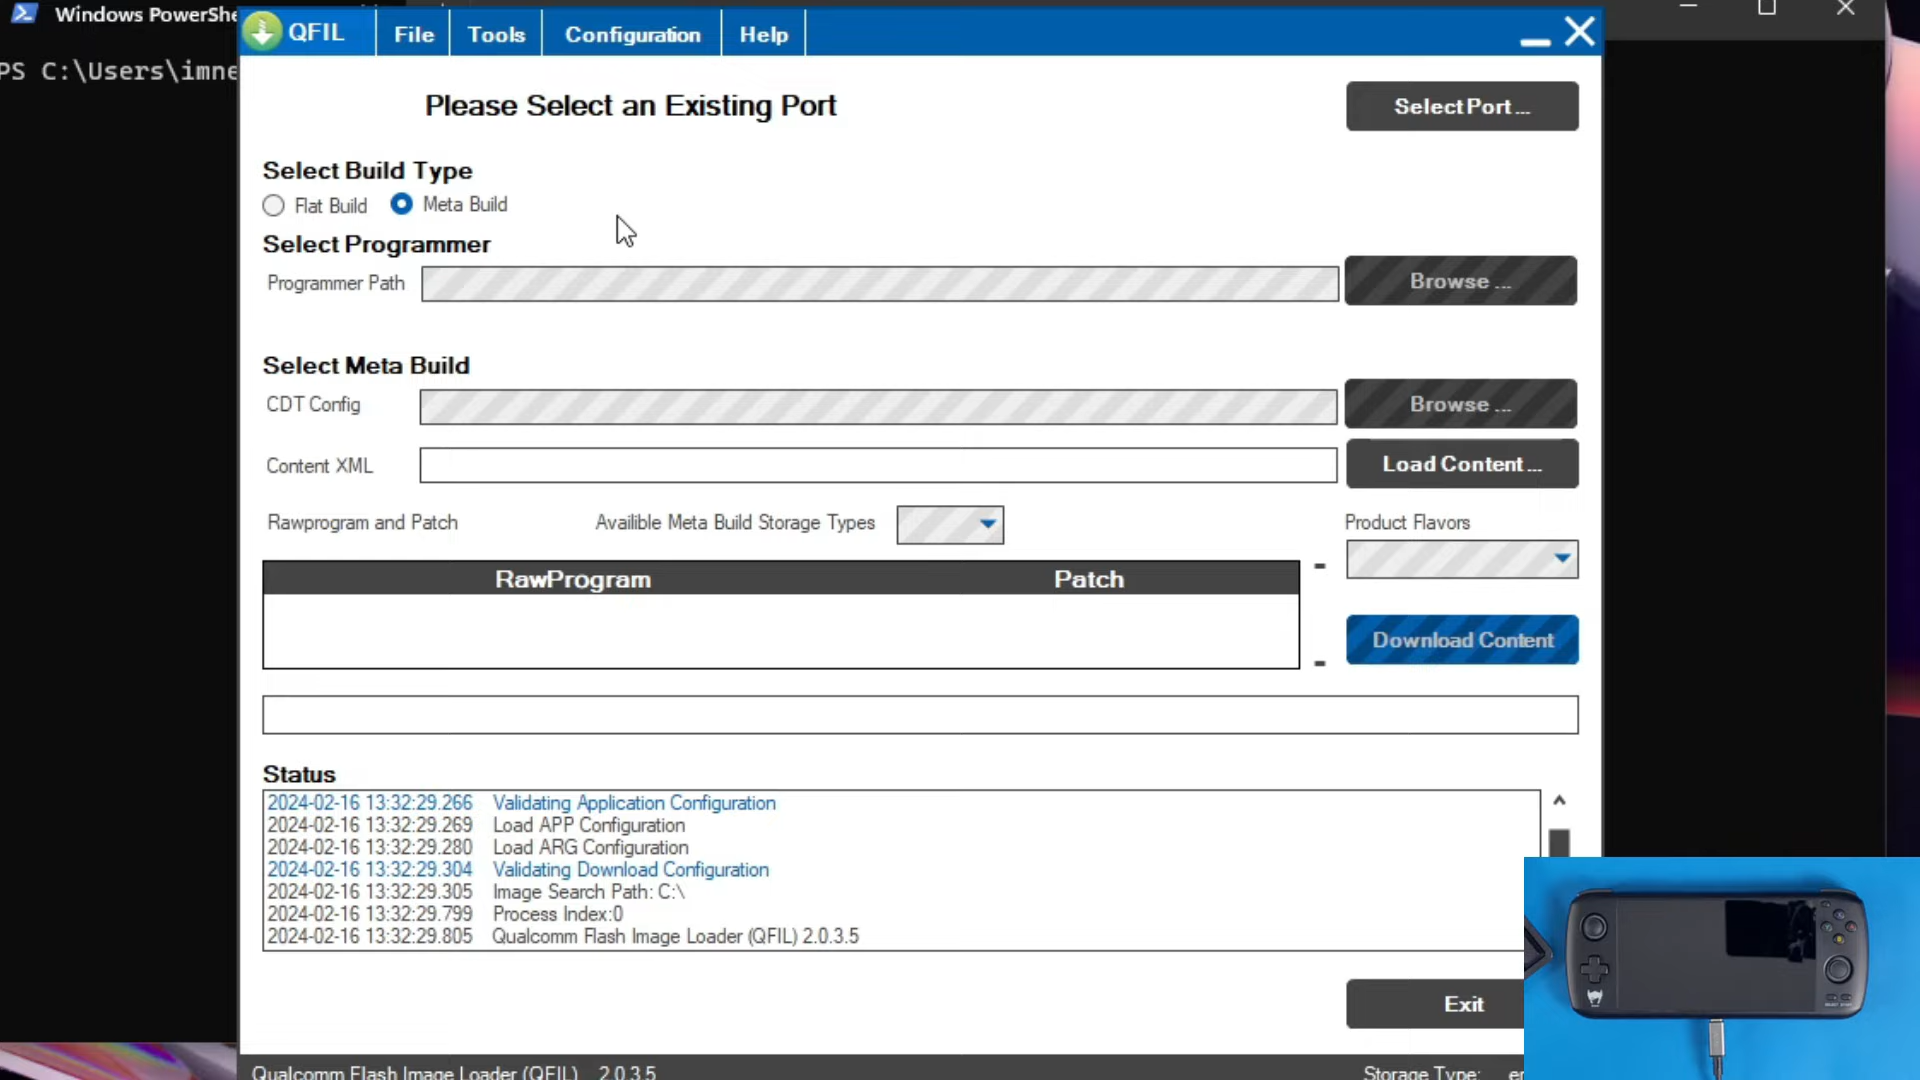 Windows PowerShe
QFIL File Tools Configuration Help
PS C:\Users\imne
Please Select an Existing Port
Select Port ...
Select Build Type
Flat Build Meta Build
Select Programmer
Programmer Path
Browse ...
Select Meta Build
CDT Config
Browse ...
Content XML
Load Content ...
Rawprogram and Patch Availible Meta Build Storage Types Product Flavors
RawProgram Patch
Download Content
Status
2024-02-16 13:32:29.266 Validating Application Configuration
2024-02-16 13:32:29.269 Load APP Configuration
2024-02-16 13:32:29.280 Load ARG Configuration
2024-02-16 13:32:29.304 Validating Download Configuration
2024-02-16 13:32:29.305 Image Search Path: C:\
2024-02-16 13:32:29.799 Process Index:0
2024-02-16 13:32:29.805 Qualcomm Flash Image Loader (QFIL) 2.0.3.5
Exit
Qualcomm Flash Image Loader (QFIL) 2.0.3.5 Storage Type: